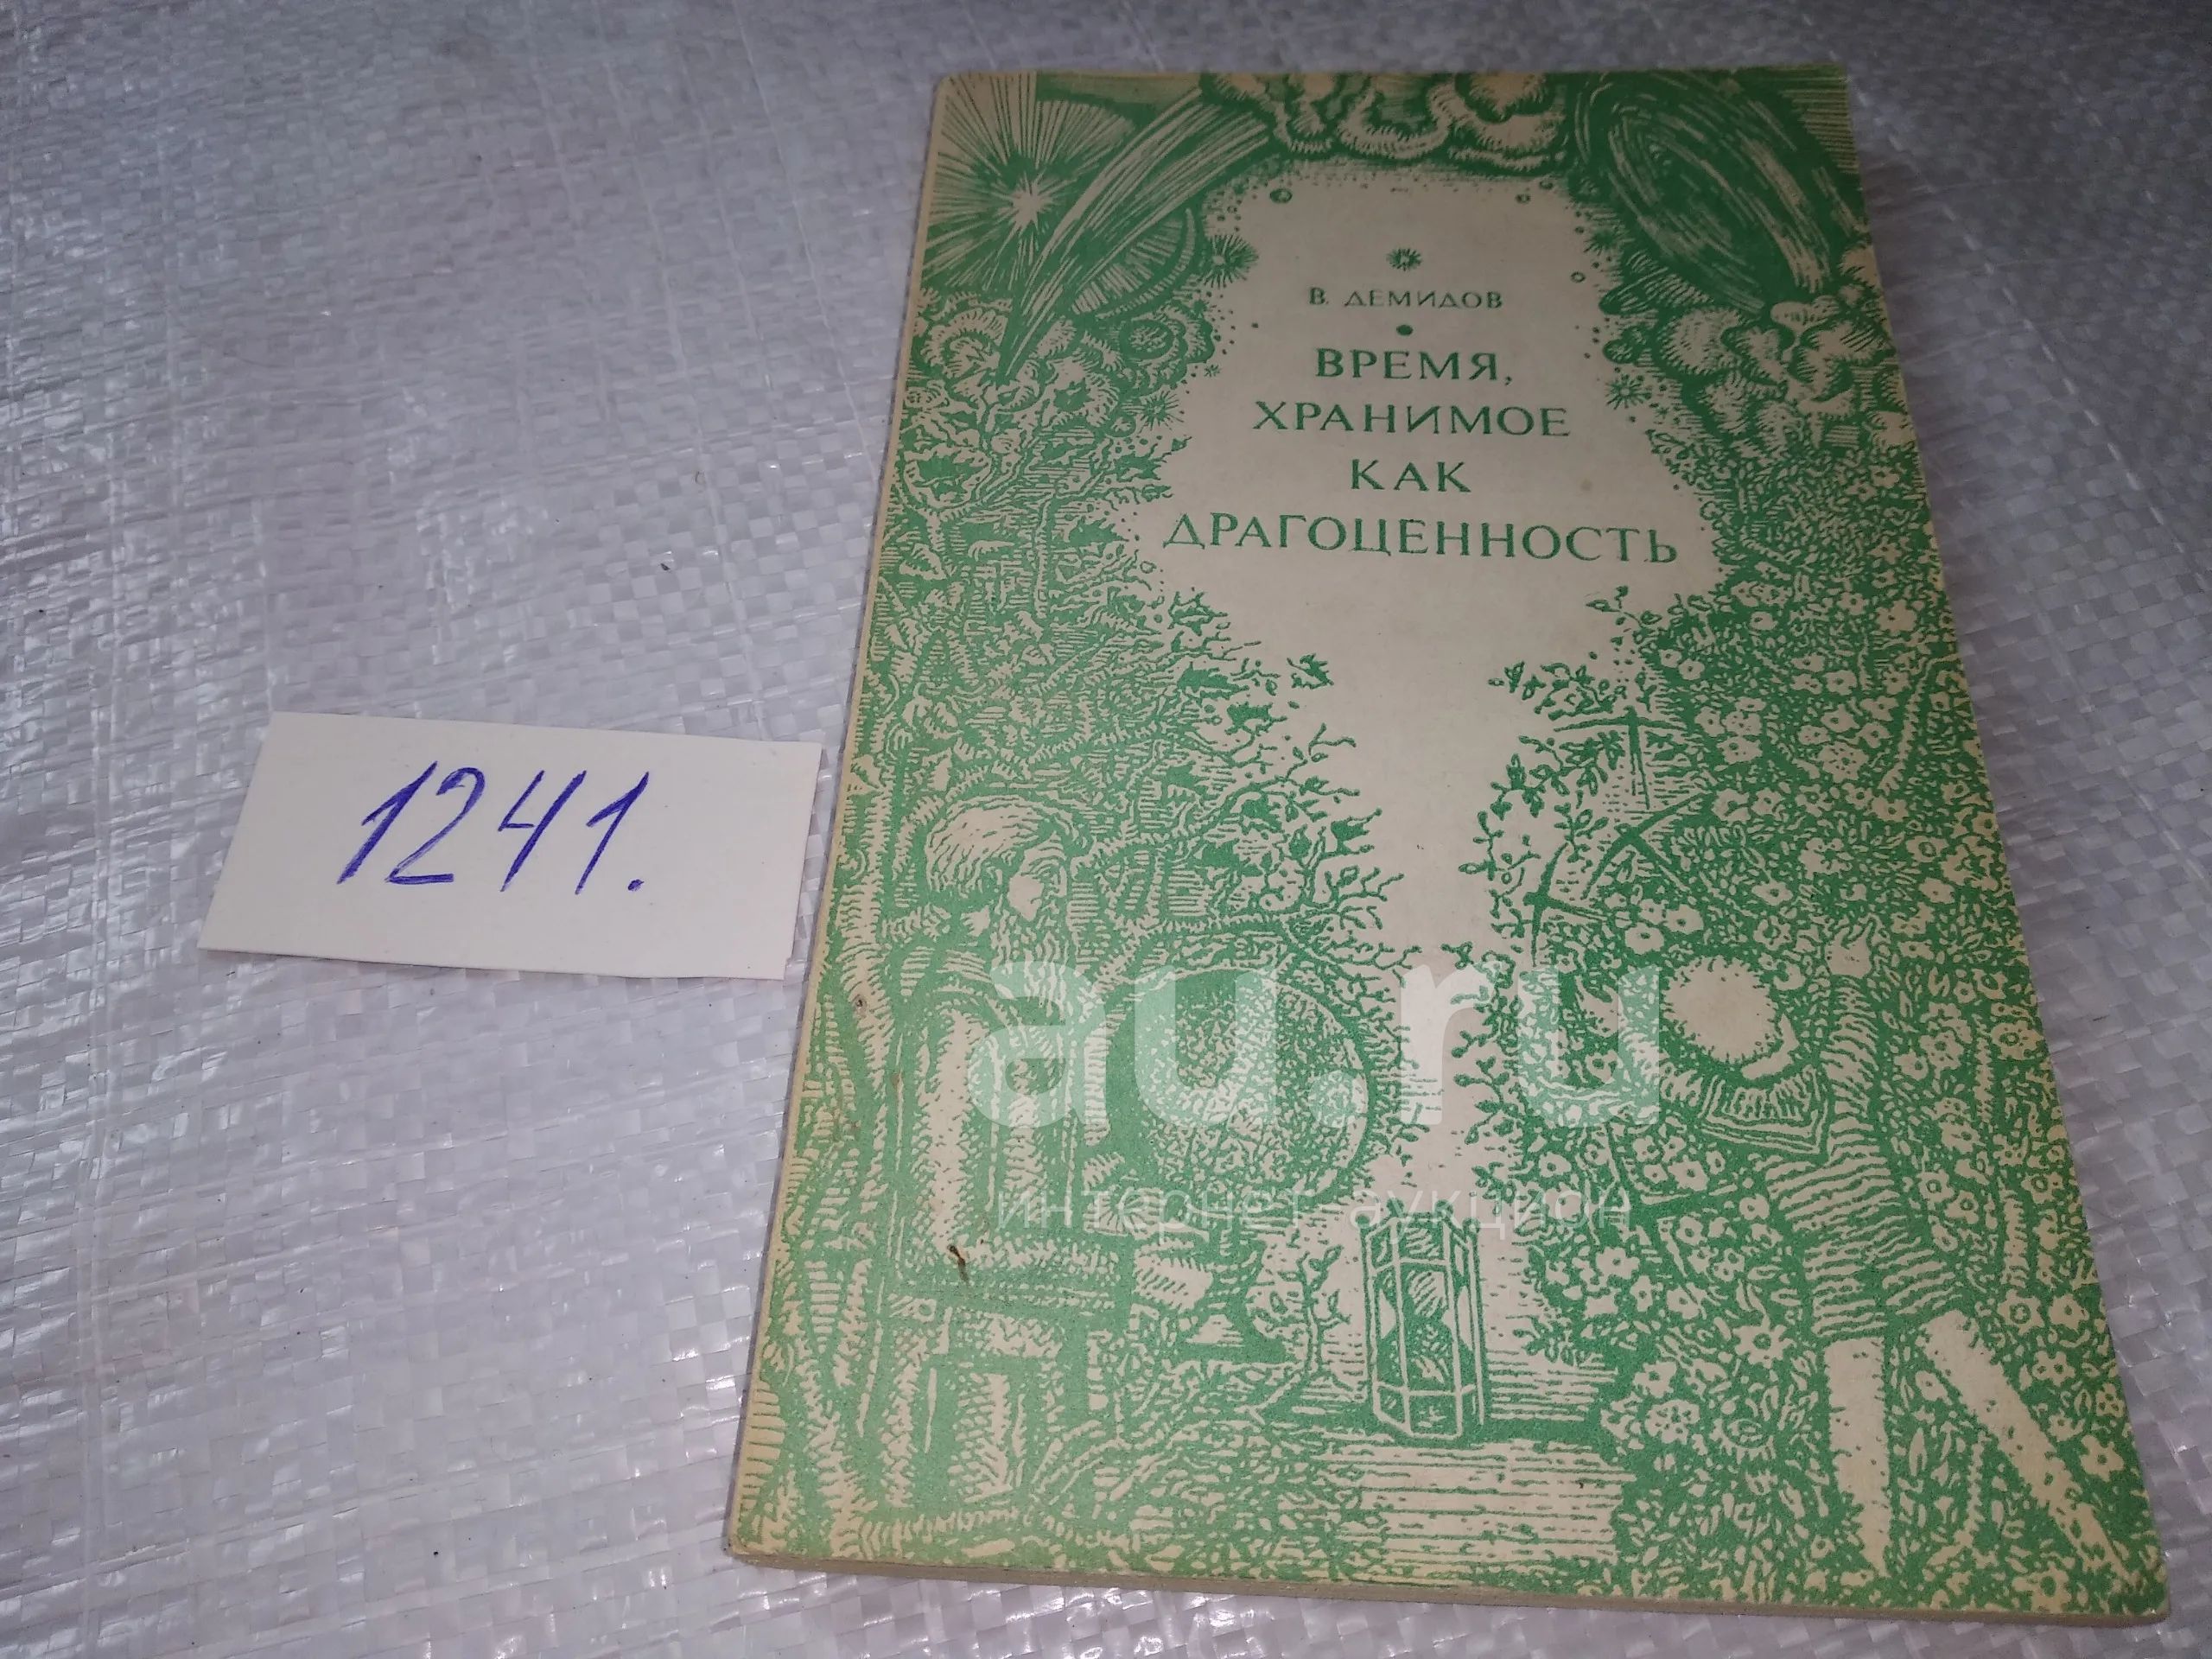 В. ДЕМИДОВ
ВРЕМЯ,
ХРАНИМОЕ
КАК
ДРАГОЦЕННОСТЬ
1241.
au.ru
интернет аукцион